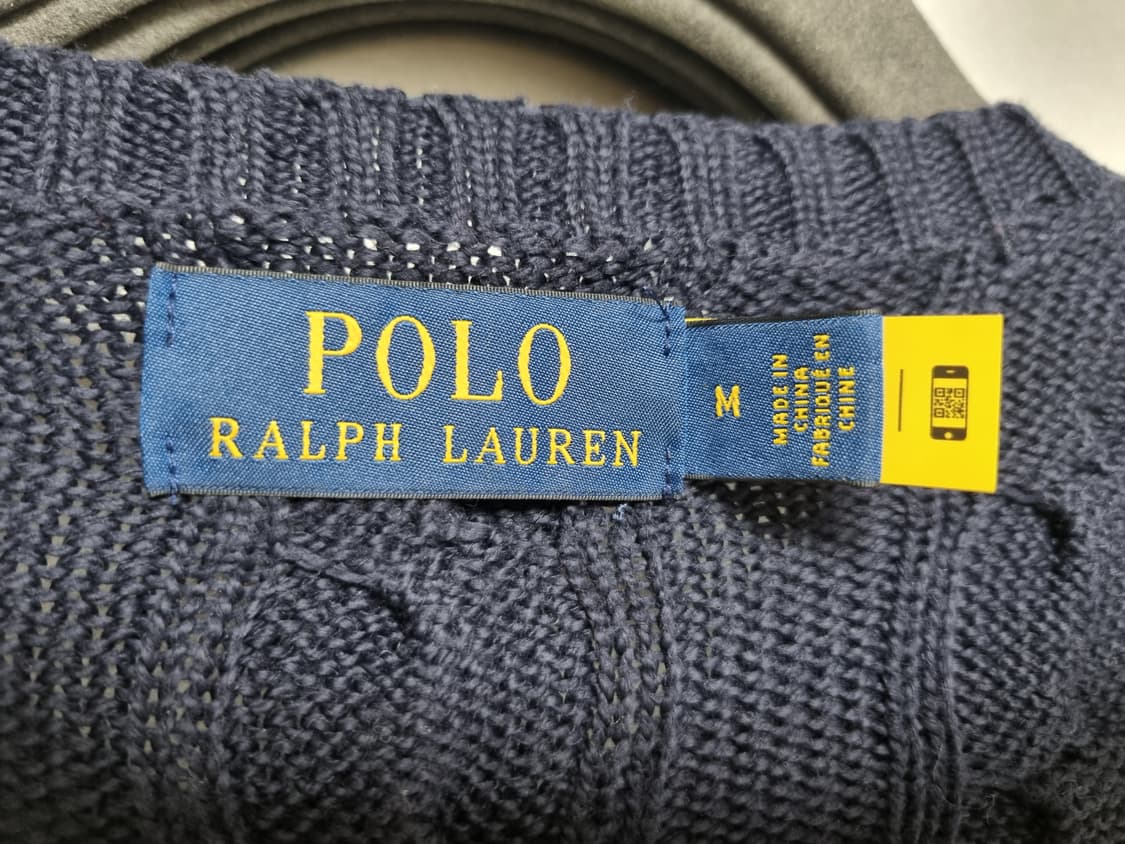 POLO
RALPH LAUREN
M
MADE IN
CHINA
FABRIQUÉ EN
CHINE